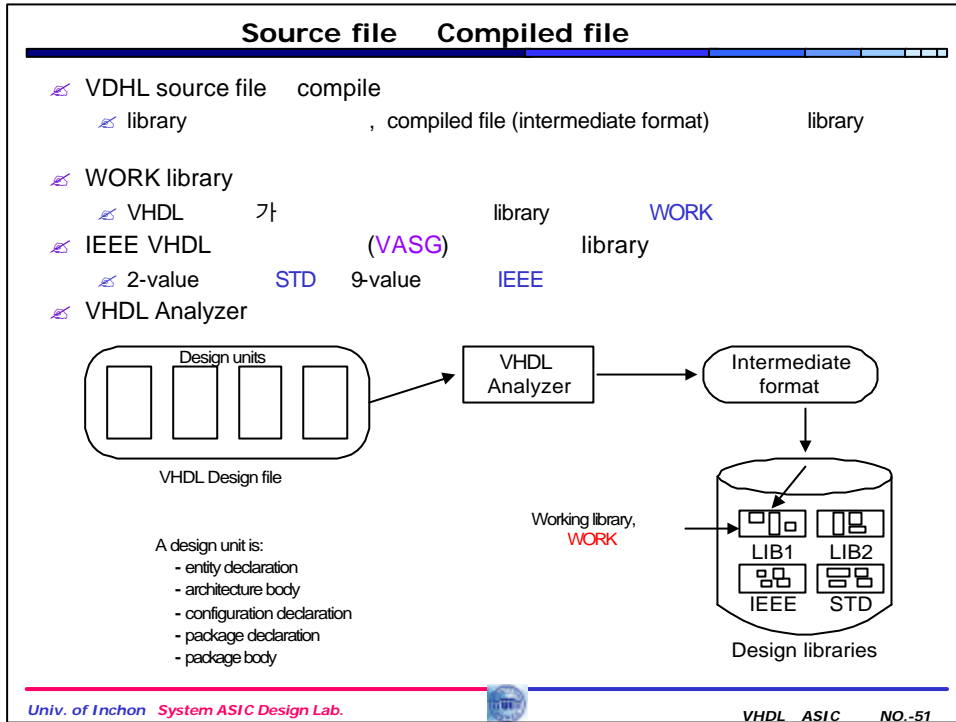 Source file Compiled file
VDHL source file compile
library , compiled file (intermediate format) library
WORK library
VHDL 가 library WORK
IEEE VHDL (VASG) library
2-value STD 9-value IEEE
VHDL Analyzer
Design units
VHDL
Analyzer
Intermediate
format
VHDL Design file
Working library,
WORK
LIB1 LIB2
IEEE STD
Design libraries
A design unit is:
- entity declaration
- architecture body
- configuration declaration
- package declaration
- package body
Univ. of Inchon System ASIC Design Lab.
VHDL ASIC NO.-51